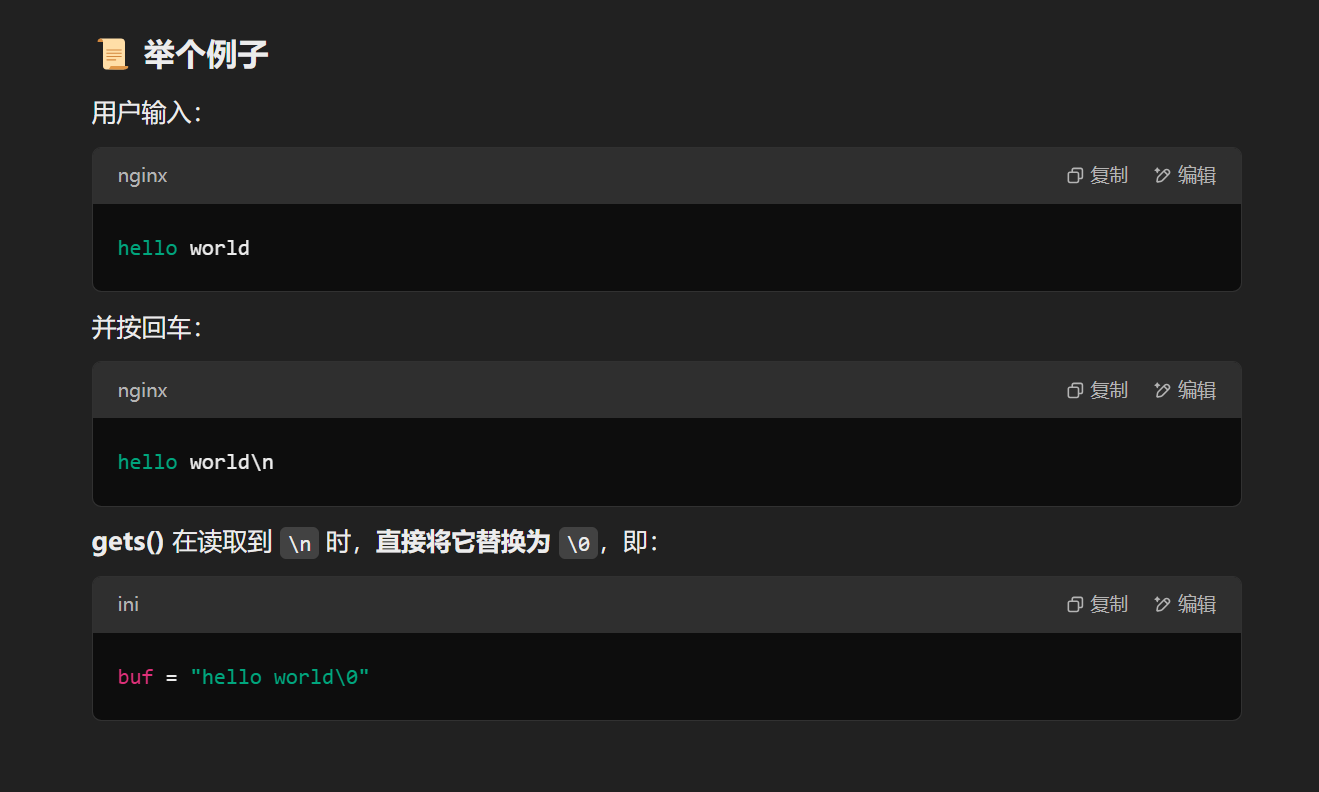 📜 举个例子
用户输入：
nginx 复制 编辑
hello world
并按回车：
nginx 复制 编辑
hello world\n
gets() 在读取到 \n 时，直接将它替换为 \0，即：
ini 复制 编辑
buf = "hello world\0"